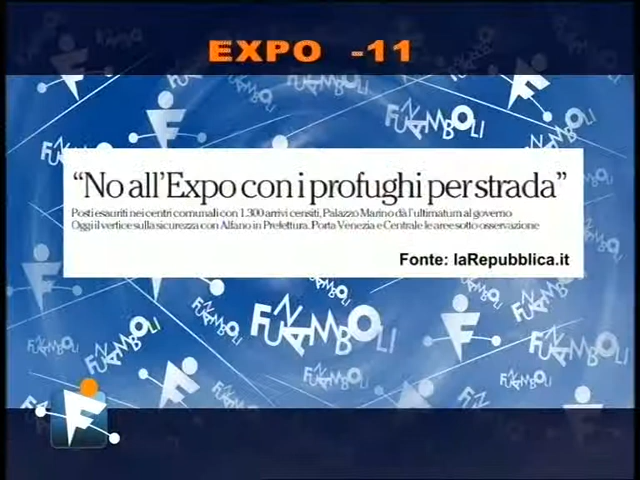 EXPO -11
“No all’Expo con i profughi per strada”
Posti esauriti nei centri comunali con 1.300 arrivi censiti, Palazzo Marino dà l'ultimatum al governo
Oggi il vertice sulla sicurezza con Alfano in Prefettura. Porta Venezia e Centrale le aree sotto osservazione
Fonte: laRepubblica.it
FUNAMBOLI
F